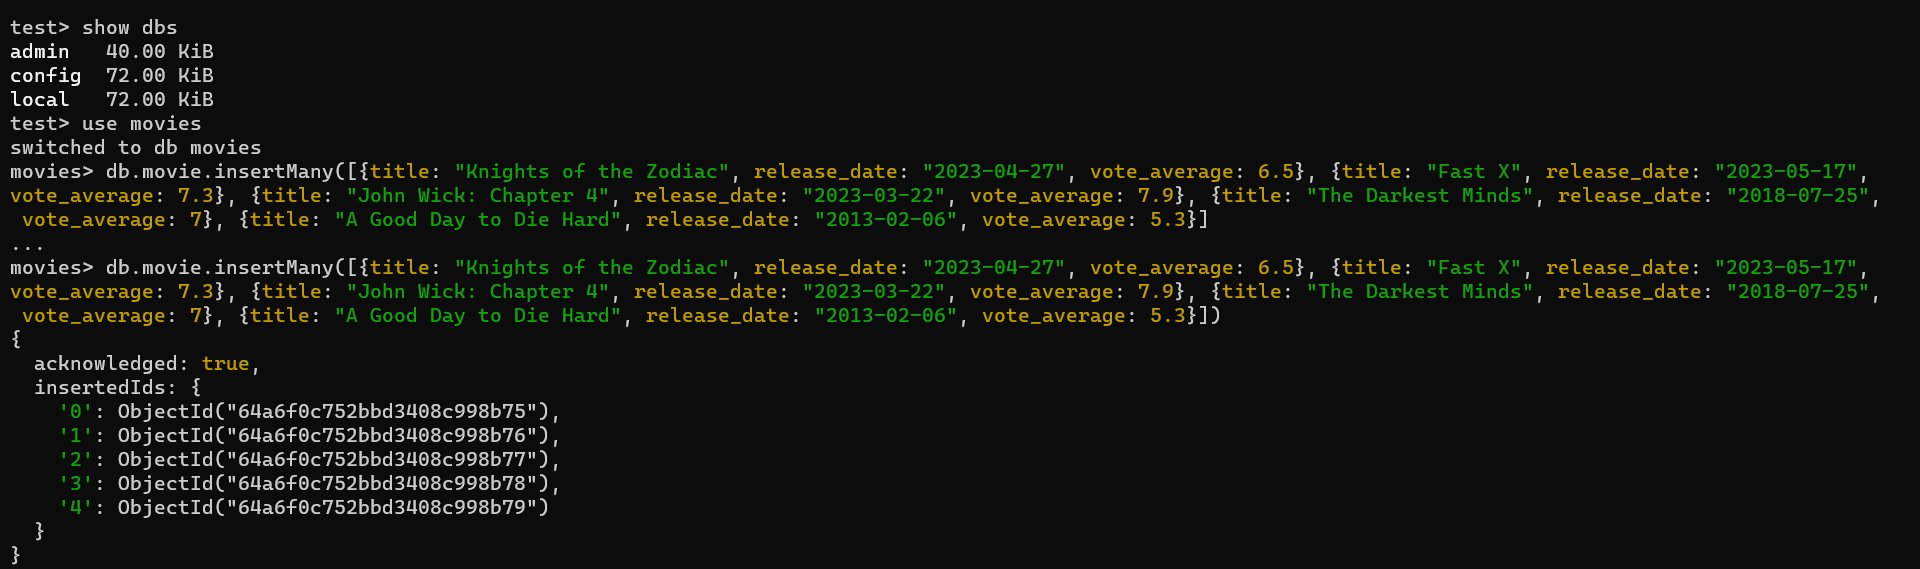 test> show dbs
admin   40.00 KiB
config  72.00 KiB
local   72.00 KiB
test> use movies
switched to db movies
movies> db.movie.insertMany([{title: "Knights of the Zodiac", release_date: "2023-04-27", vote_average: 6.5}, {title: "Fast X", release_date: "2023-05-17",
vote_average: 7.3}, {title: "John Wick: Chapter 4", release_date: "2023-03-22", vote_average: 7.9}, {title: "The Darkest Minds", release_date: "2018-07-25",
 vote_average: 7}, {title: "A Good Day to Die Hard", release_date: "2013-02-06", vote_average: 5.3}]
...
movies> db.movie.insertMany([{title: "Knights of the Zodiac", release_date: "2023-04-27", vote_average: 6.5}, {title: "Fast X", release_date: "2023-05-17",
vote_average: 7.3}, {title: "John Wick: Chapter 4", release_date: "2023-03-22", vote_average: 7.9}, {title: "The Darkest Minds", release_date: "2018-07-25",
 vote_average: 7}, {title: "A Good Day to Die Hard", release_date: "2013-02-06", vote_average: 5.3}])
{
  acknowledged: true,
  insertedIds: {
    '0': ObjectId("64a6f0c752bbd3408c998b75"),
    '1': ObjectId("64a6f0c752bbd3408c998b76"),
    '2': ObjectId("64a6f0c752bbd3408c998b77"),
    '3': ObjectId("64a6f0c752bbd3408c998b78"),
    '4': ObjectId("64a6f0c752bbd3408c998b79")
  }
}